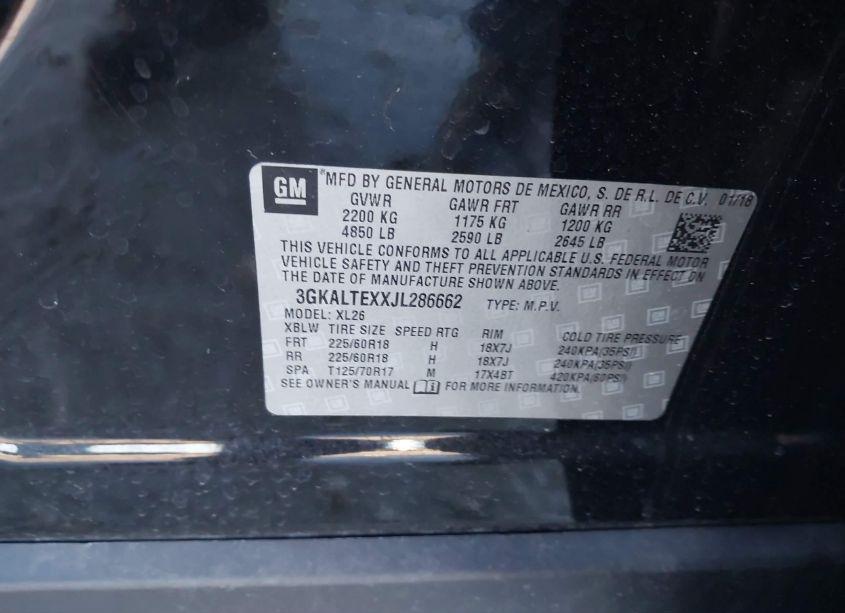 GM
*MFD BY GENERAL MOTORS DE MEXICO, S. DE R.L. DE C.V. 01/18
GVWR GAWR FRT GAWR RR
2200 KG 1175 KG 1200 KG
4850 LB 2590 LB 2645 LB
THIS VEHICLE CONFORMS TO ALL APPLICABLE U.S. FEDERAL MOTOR
VEHICLE SAFETY AND THEFT PREVENTION STANDARDS IN EFFECT ON
THE DATE OF MANUFACTURE SHOWN ABOVE.
3GKALTEXXJL286662 TYPE: M.P.V.
MODEL: XL26
XBLW TIRE SIZE SPEED RTG RIM COLD TIRE PRESSURE
FRT 225/60R18 H 18X7J 240KPA(35PSI)
RR 225/60R18 H 18X7J 240KPA(35PSI)
SPA T125/70R17 M 17X4BT 420KPA(60PSI)
SEE OWNER'S MANUAL FOR MORE INFORMATION.